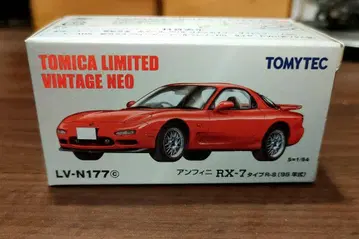 TOMICA LIMITED
VINTAGE NEO
TOMYTEC
S=1/64
LV-N177ⓒ
アンフィニ RX-7 タイプR-S ('95年式)